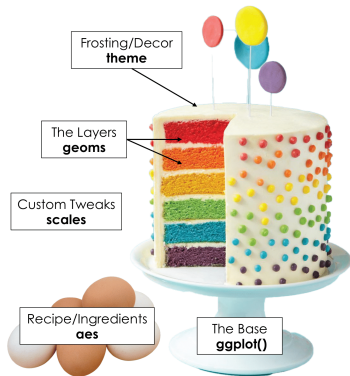 Frosting/Decor
theme
The Layers
geoms
Custom Tweaks
scales
Recipe/Ingredients
aes
The Base
ggplot()